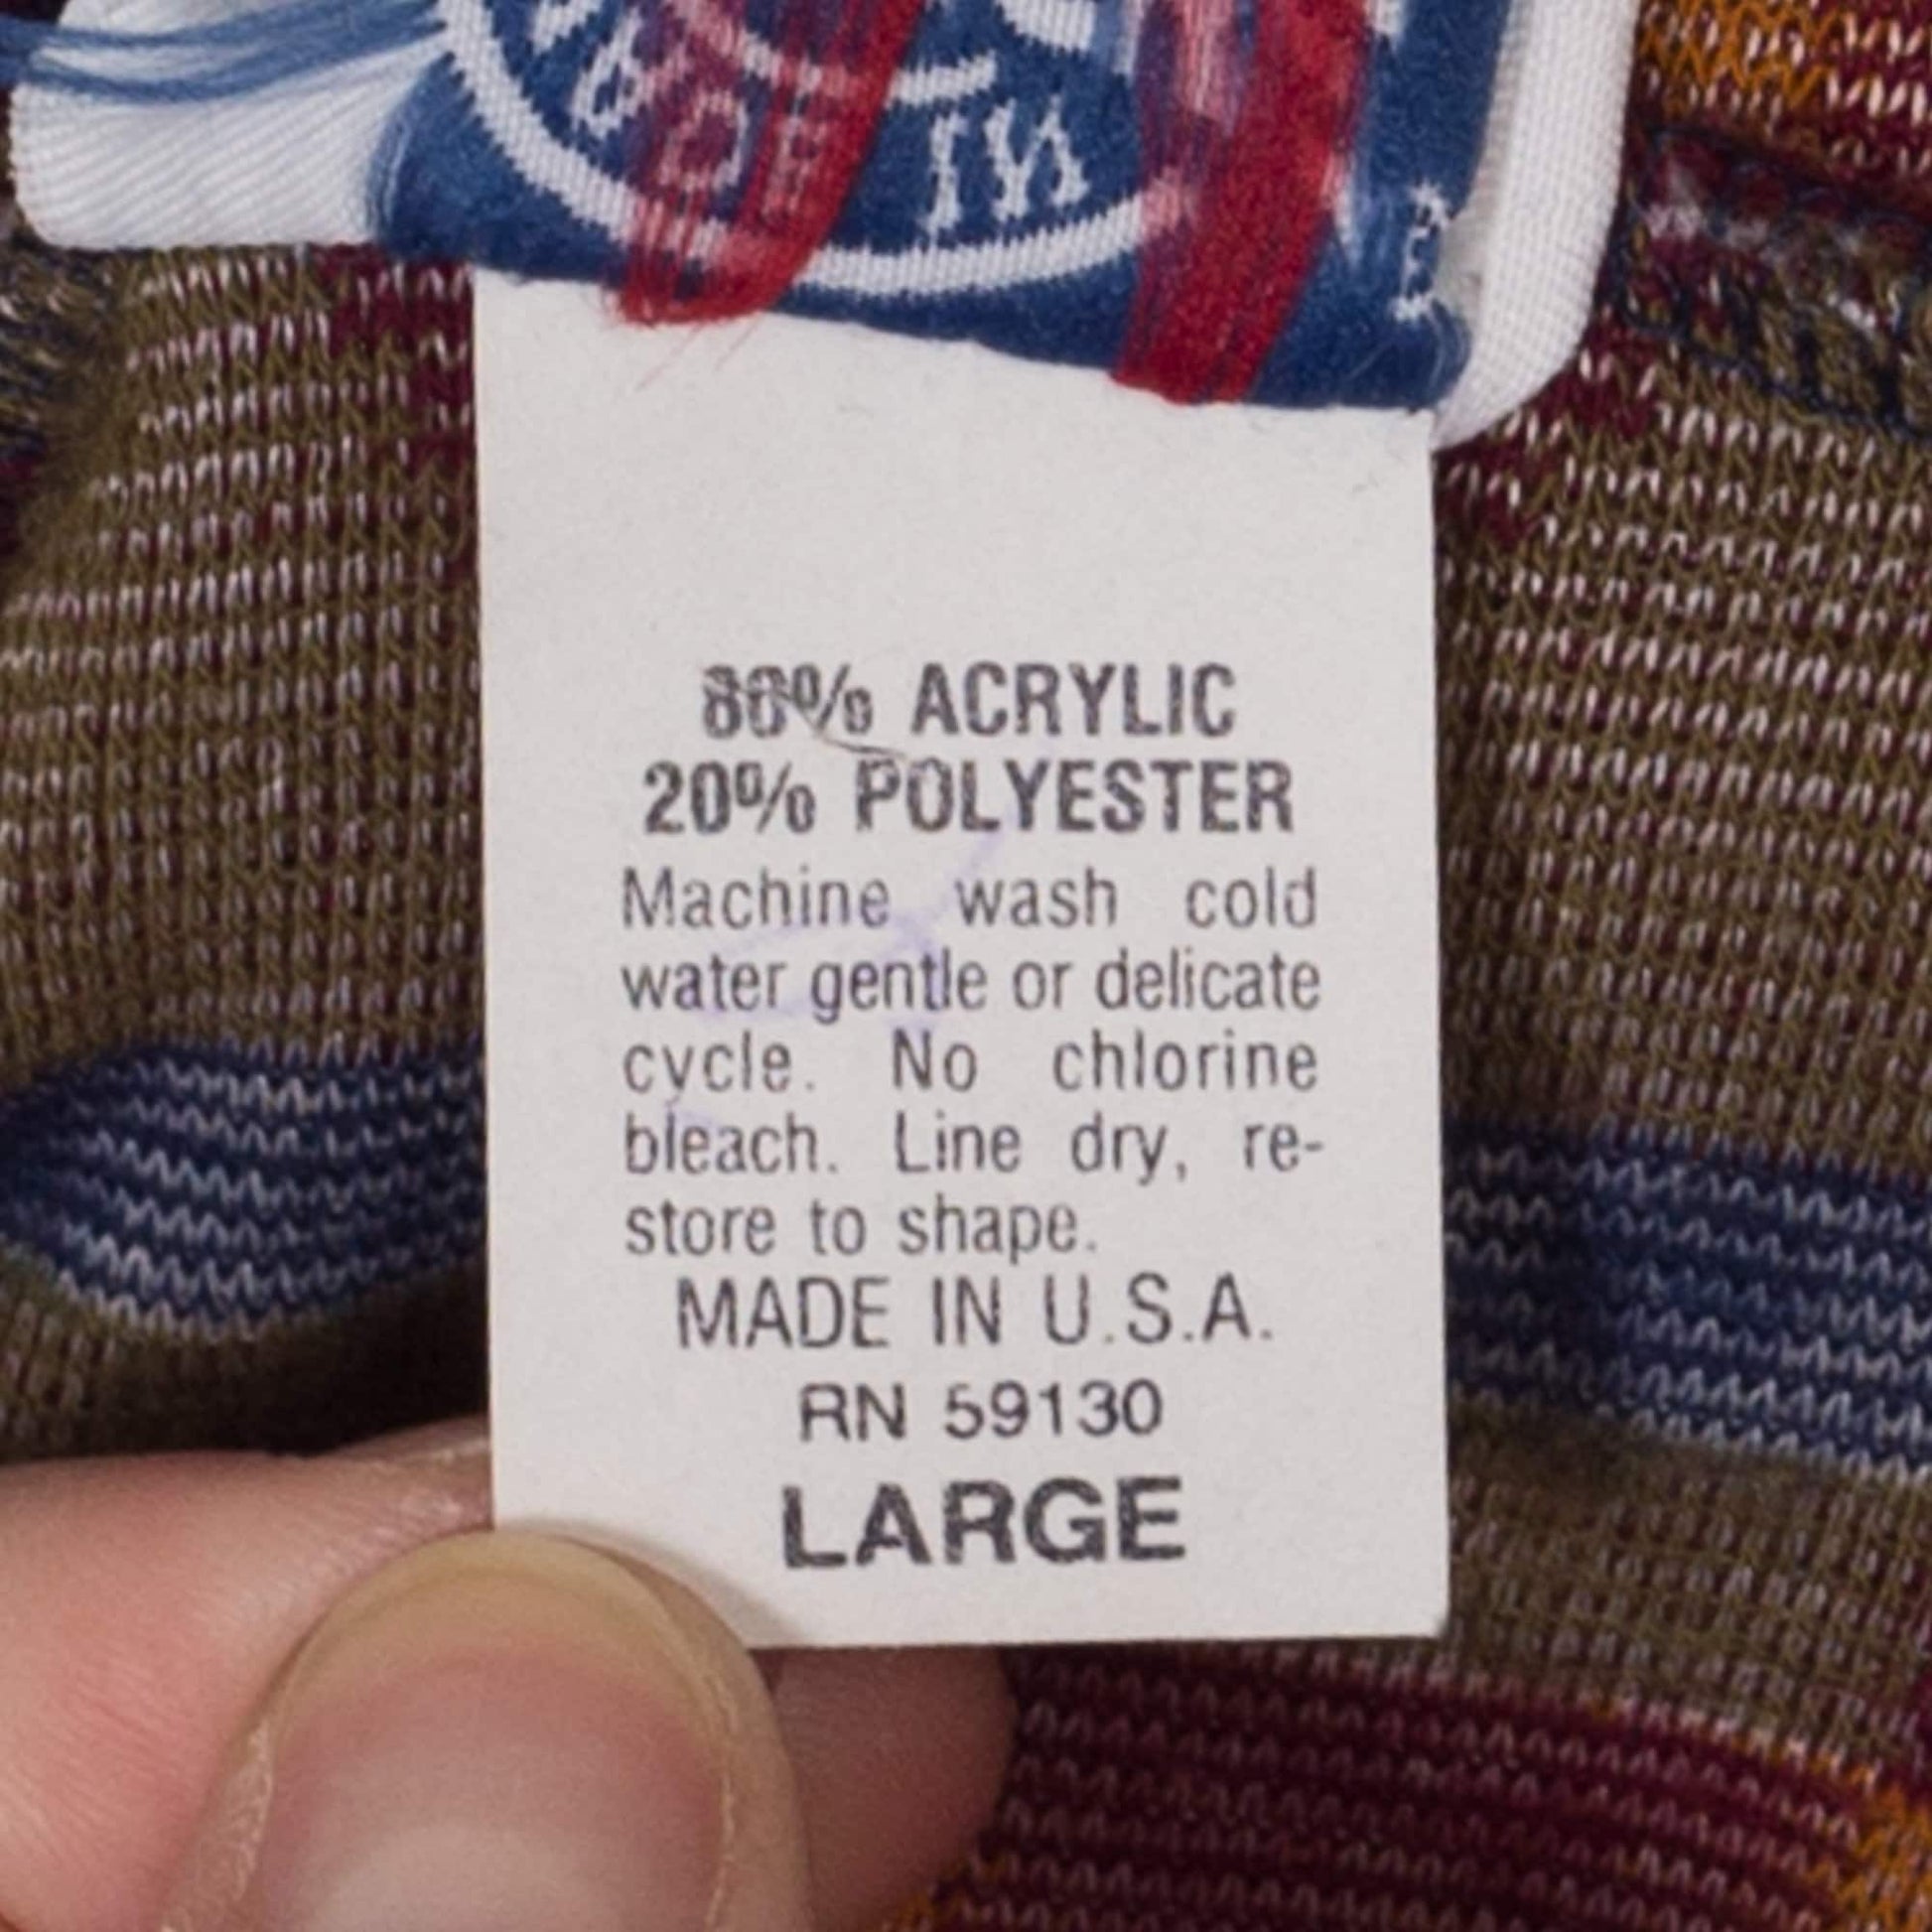 80% ACRYLIC
20% POLYESTER
Machine wash cold
water gentle or delicate
cycle. No chlorine
bleach. Line dry, re-
store to shape.
MADE IN U.S.A.
RN 59130
LARGE